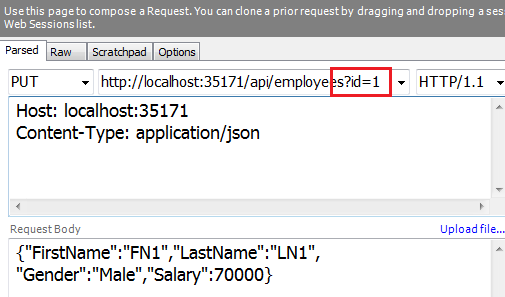 Use this page to compose a Request. You can clone a prior request by dragging and dropping a ses
Web Sessions list.
Parsed Raw Scratchpad Options
PUT http://localhost:35171/api/employees?id=1 HTTP/1.1
Host: localhost:35171
Content-Type: application/json
Request Body Upload file...
{"FirstName":"FN1","LastName":"LN1",
"Gender":"Male","Salary":70000}